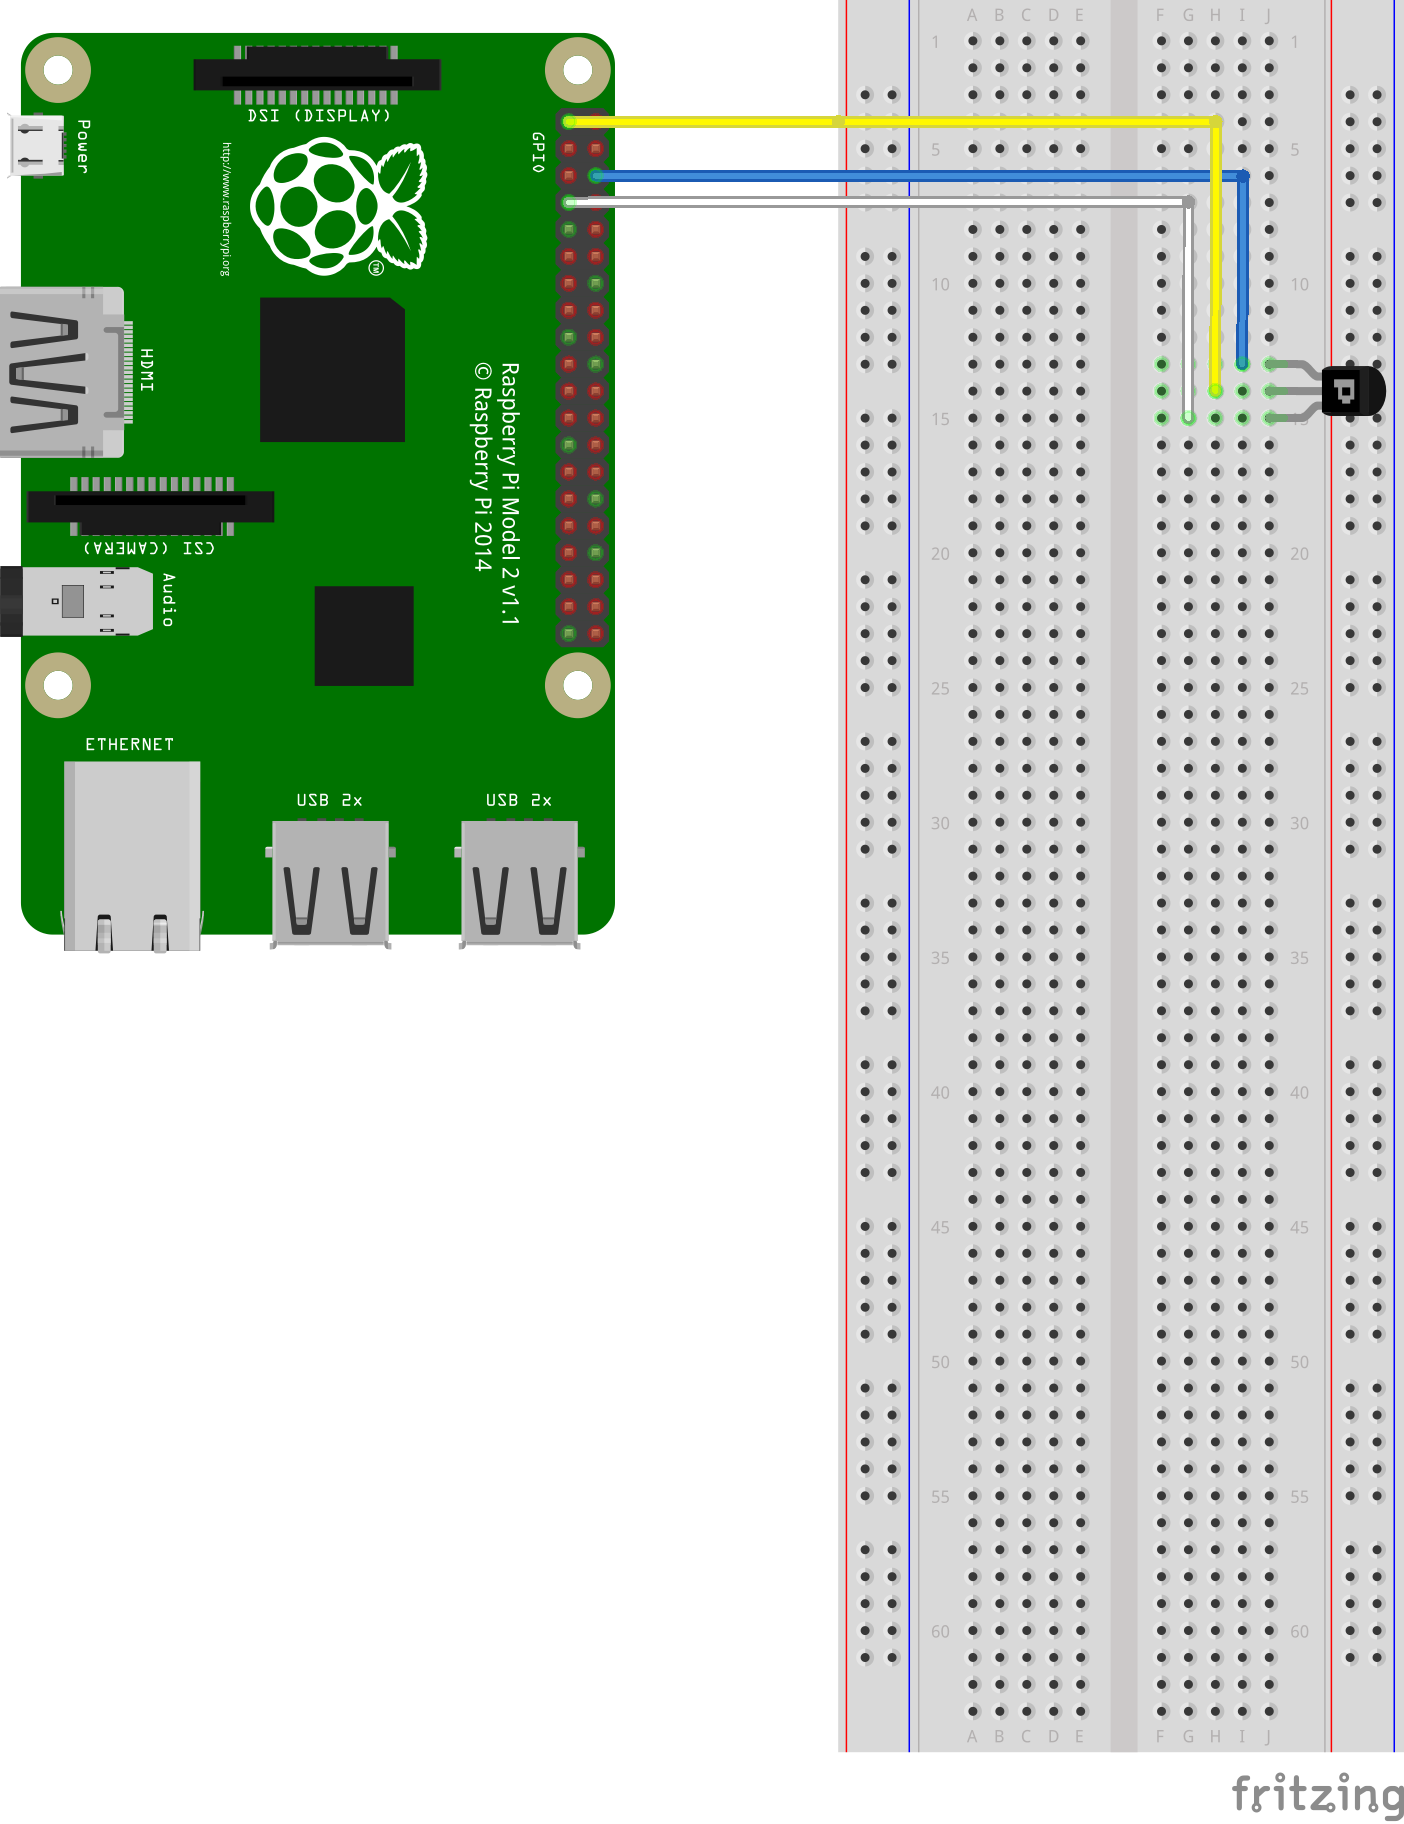 A B C D E F G H I J
1 1
DSI (DISPLAY)
Power
GPIO
http://www.raspberrypi.org
TM
5 5
10 10
HDMI
Raspberry Pi Model 2 v1.1
© Raspberry Pi 2014
P
15 15
CSI (CAMERA)
20 20
Audio
25 25
ETHERNET
USB 2x USB 2x
30 30
35 35
40 40
45 45
50 50
55 55
60 60
A B C D E F G H I J
fritzing